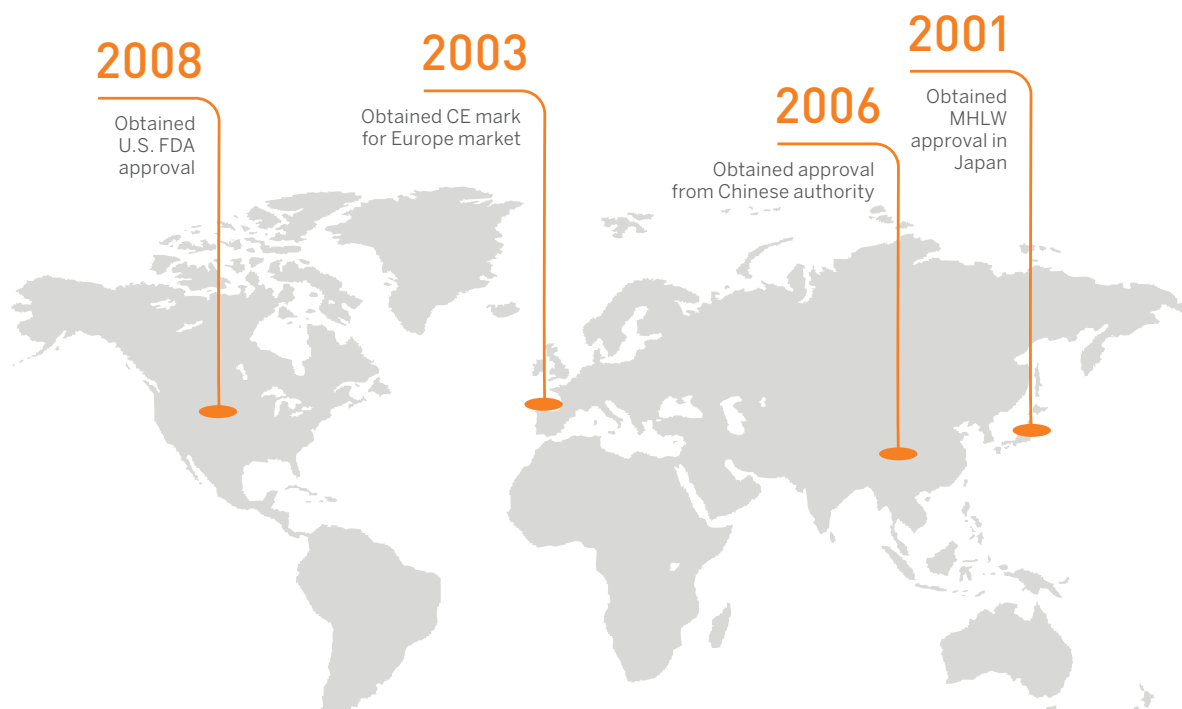 2008
Obtained
U.S. FDA
approval
2003
Obtained CE mark
for Europe market
2006
Obtained approval
from Chinese authority
2001
Obtained
MHLW
approval in
Japan